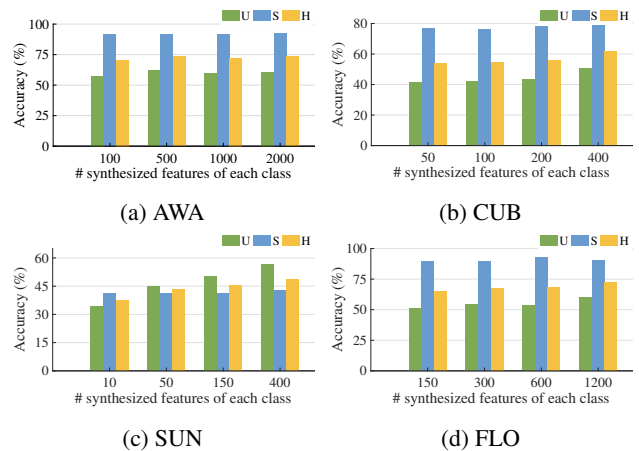 U S H
100
75
50
25
0
Accuracy (%)
100 500 1000 2000
# synthesized features of each class
(a) AWA
U S H
80
60
40
20
0
Accuracy (%)
50 100 200 400
# synthesized features of each class
(b) CUB
U S H
60
45
30
15
0
Accuracy (%)
10 50 150 400
# synthesized features of each class
(c) SUN
U S H
100
75
50
25
0
Accuracy (%)
150 300 600 1200
# synthesized features of each class
(d) FLO